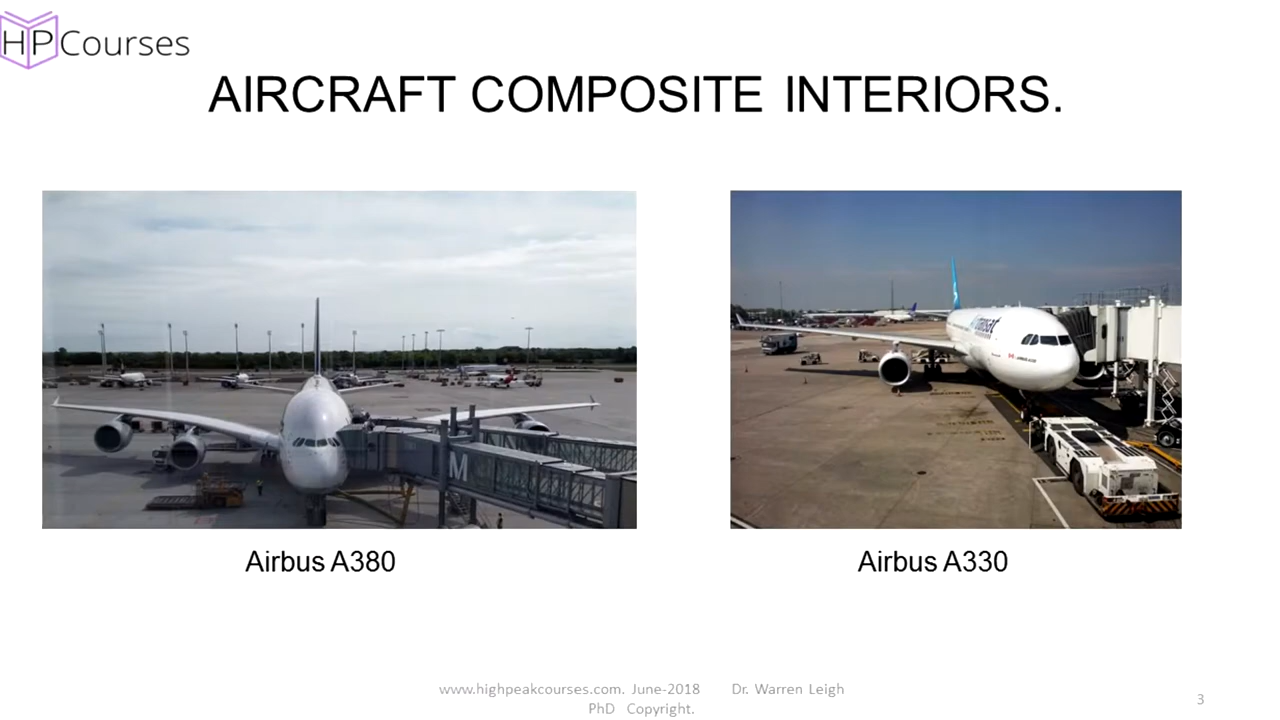 HPCourses
AIRCRAFT COMPOSITE INTERIORS.
M
transat
Airbus A380
Airbus A330
www.highpeakcourses.com. June-2018 Dr. Warren Leigh
PhD Copyright.
3